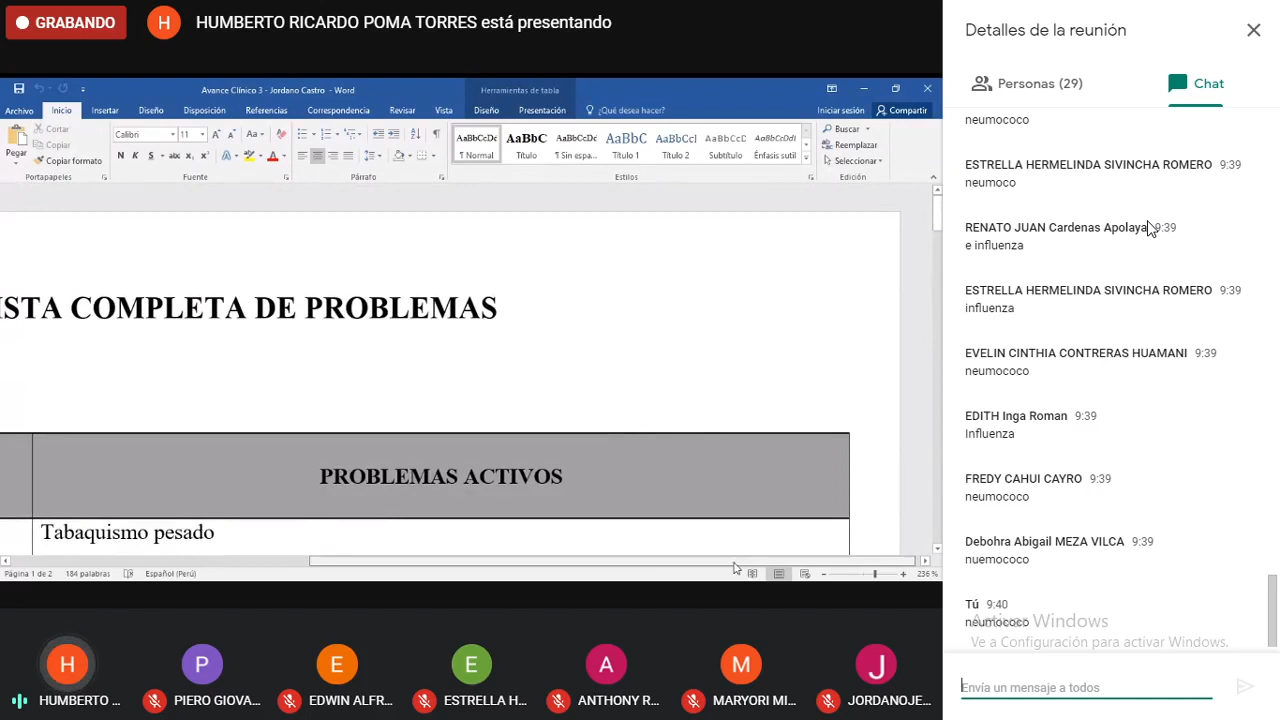 GRABANDO
H
HUMBERTO RICARDO POMA TORRES está presentando
Avance Clínico 3 - Jordano Castro - Word
Herramientas de tabla
Archivo Inicio Insertar Diseño Disposición Referencias Correspondencia Revisar Vista Diseño Presentación ¿Qué desea hacer? Iniciar sesión Compartir
Pegar
Cortar
Copiar
Copiar formato
Calibri 11
N K S abc x₂ x²
AaBbCcDc AaBbC AaBbCcDc AaBbC AaBbCcI AaBbCcD AaBbCcDc
¶ Normal Título ¶ Sin espa... Título 1 Título 2 Subtítulo Énfasis sutil
Buscar
Reemplazar
Seleccionar
Portapapeles Fuente Párrafo Estilos Edición
ISTA COMPLETA DE PROBLEMAS
PROBLEMAS ACTIVOS
Tabaquismo pesado
Página 1 de 2 184 palabras Español (Perú) 236 %
H P E E A M J
HUMBERTO ... PIERO GIOVA... EDWIN ALFR... ESTRELLA H... ANTHONY R... MARYORI MI... JORDANOJE...
Detalles de la reunión
Personas (29) Chat
neumococo
ESTRELLA HERMELINDA SIVINCHA ROMERO 9:39
neumoco
RENATO JUAN Cardenas Apolaya 9:39
e influenza
ESTRELLA HERMELINDA SIVINCHA ROMERO 9:39
influenza
EVELIN CINTHIA CONTRERAS HUAMANI 9:39
neumococo
EDITH Inga Roman 9:39
Influenza
FREDY CAHUI CAYRO 9:39
neumococo
Debohra Abigail MEZA VILCA 9:39
nuemococo
Tú 9:40
neumococo
Activar Windows
Ve a Configuración para activar Windows.
Envía un mensaje a todos